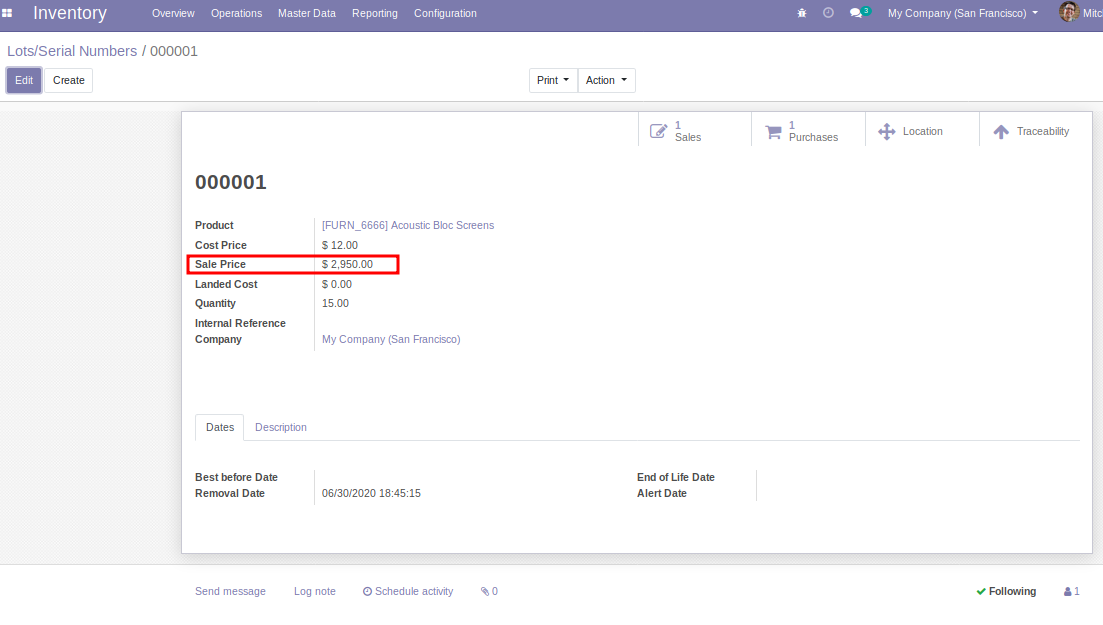 Inventory Overview Operations Master Data Reporting Configuration 3 My Company (San Francisco)
Lots/Serial Numbers / 000001
Edit Create Print Action
1 Sales 1 Purchases Location Traceability
000001
Product [FURN_6666] Acoustic Bloc Screens
Cost Price $ 12.00
Sale Price $ 2,950.00
Landed Cost $ 0.00
Quantity 15.00
Internal Reference
Company My Company (San Francisco)
Dates Description
Best before Date End of Life Date
Removal Date 06/30/2020 18:45:15 Alert Date
Send message Log note Schedule activity 0 Following 1